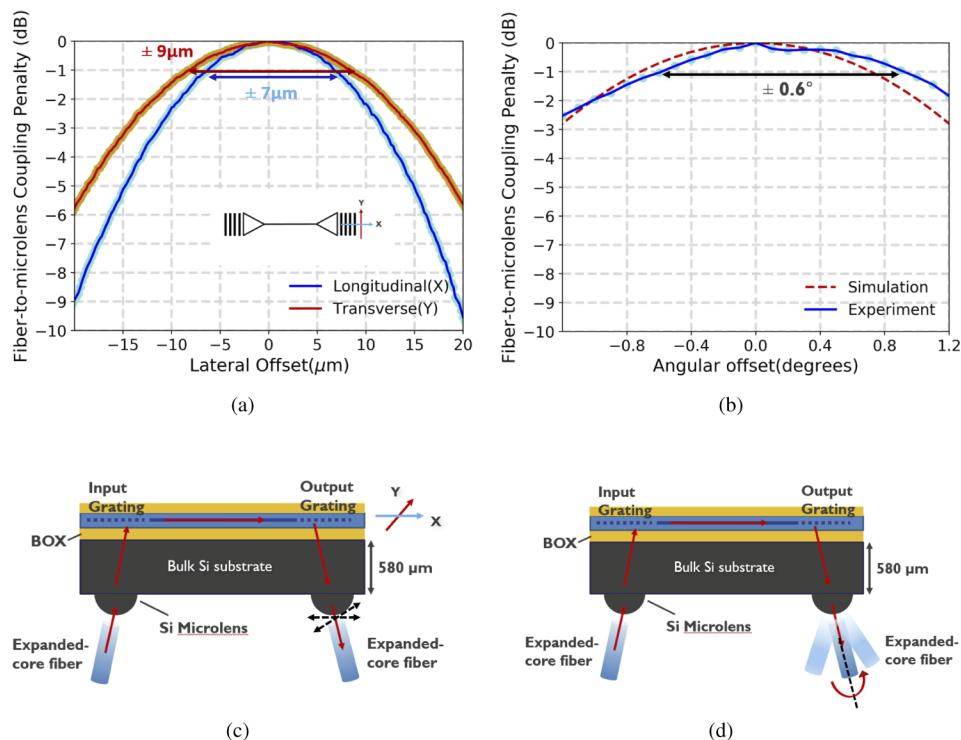 Fiber-to-microlens Coupling Penalty (dB)
0
−1
−2
−3
−4
−5
−6
−7
−8
−9
−10
± 9μm
± 7μm
Y
X
Longitudinal(X)
Transverse(Y)
−15 −10 −5 0 5 10 15 20
Lateral Offset(μm)
(a)
Fiber-to-microlens Coupling Penalty (dB)
0
−1
−2
−3
−4
−5
−6
−7
−8
−9
−10
± 0.6°
Simulation
Experiment
−0.8 −0.4 0.0 0.4 0.8 1.2
Angular offset(degrees)
(b)
Input
Grating
Output
Grating
Y
X
BOX
Bulk Si substrate
580 μm
Si Microlens
Expanded-
core fiber
Expanded-
core fiber
(c)
Input
Grating
Output
Grating
BOX
Bulk Si substrate
580 μm
Si Microlens
Expanded-
core fiber
Expanded-
core fiber
(d)